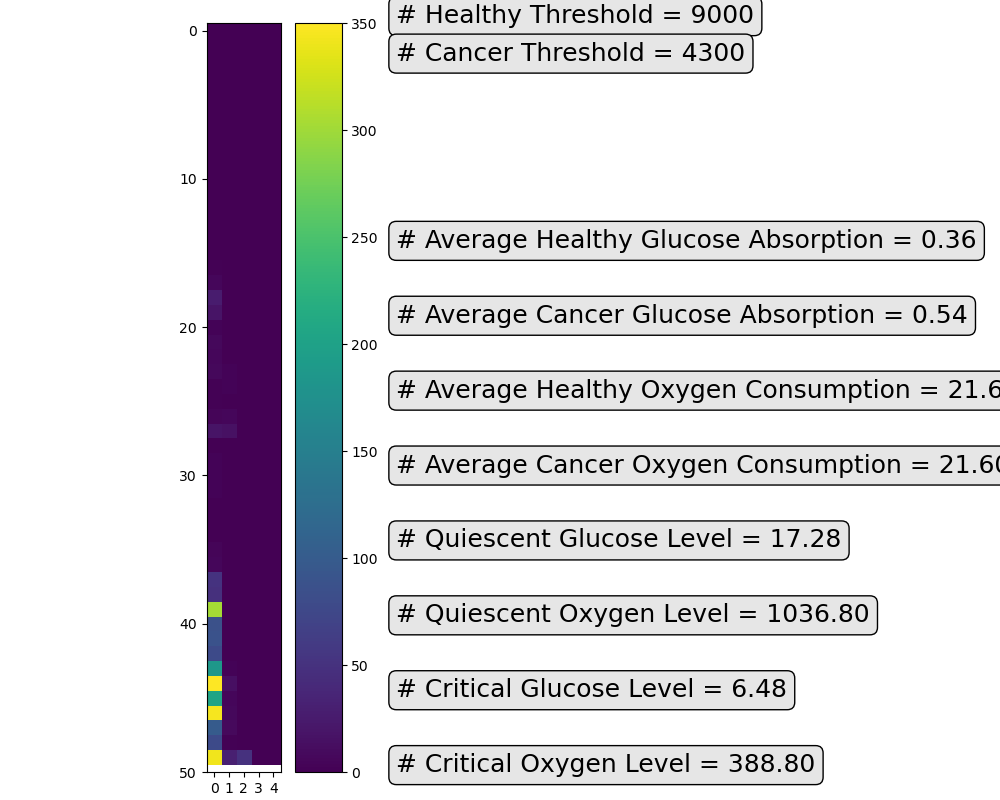 # Healthy Threshold = 9000
# Cancer Threshold = 4300
# Average Healthy Glucose Absorption = 0.36
# Average Cancer Glucose Absorption = 0.54
# Average Healthy Oxygen Consumption = 21.6
# Average Cancer Oxygen Consumption = 21.60
# Quiescent Glucose Level = 17.28
# Quiescent Oxygen Level = 1036.80
# Critical Glucose Level = 6.48
# Critical Oxygen Level = 388.80
0
10
20
30
40
50
0 1 2 3 4
350
300
250
200
150
100
50
0